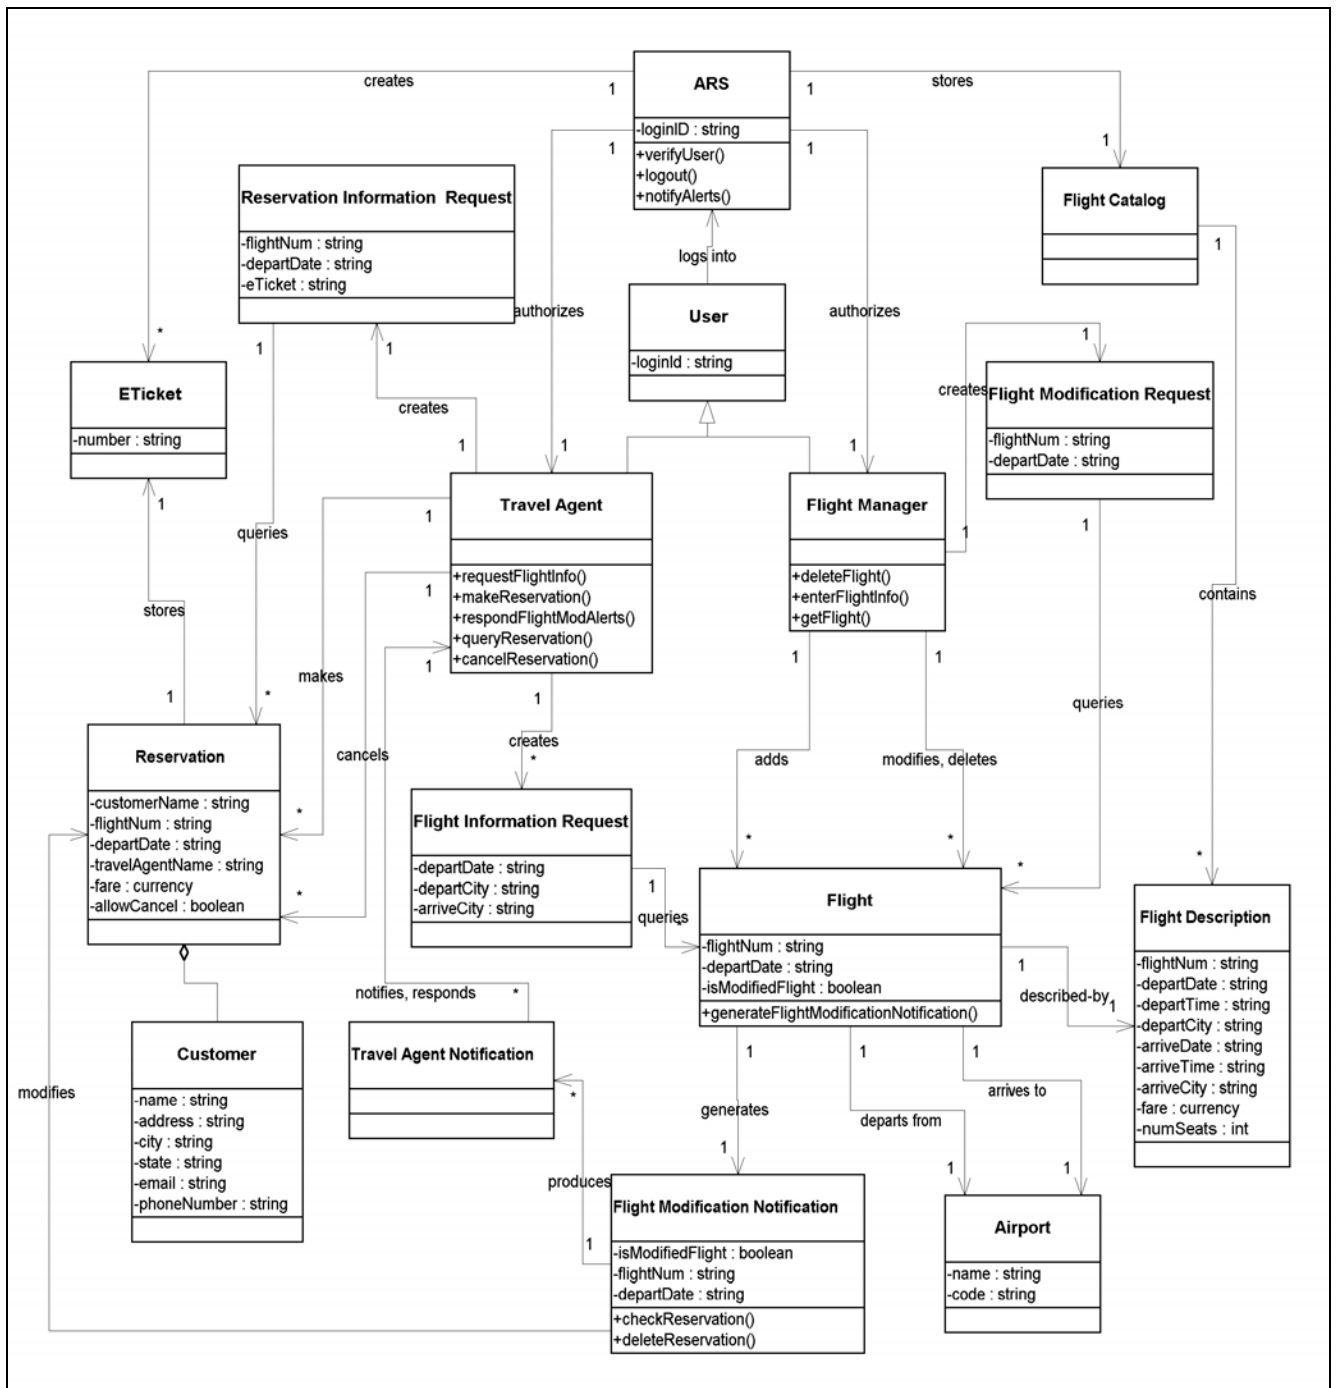 ARS
-loginID : string
+verifyUser()
+logout()
+notifyAlerts()
creates
1
*
stores
1
1
1
authorizes
1
1
authorizes
1
logs into
Reservation Information Request
-flightNum : string
-departDate : string
-eTicket : string
Flight Catalog
1
contains
*
User
-loginId : string
ETicket
-number : string
1
queries
*
1
creates
1
creates
1
1
Flight Modification Request
-flightNum : string
-departDate : string
1
queries
*
Travel Agent
+requestFlightInfo()
+makeReservation()
+respondFlightModAlerts()
+queryReservation()
+cancelReservation()
Flight Manager
+deleteFlight()
+enterFlightInfo()
+getFlight()
1
stores
1
1
makes
*
1
cancels
*
1
1
creates
*
1
adds
*
1
modifies, deletes
*
Reservation
-customerName : string
-flightNum : string
-departDate : string
-travelAgentName : string
-fare : currency
-allowCancel : boolean
Flight Information Request
-departDate : string
-departCity : string
-arriveCity : string
1
queries
*
Flight
-flightNum : string
-departDate : string
-isModifiedFlight : boolean
+generateFlightModificationNotification()
1
described-by
1
Flight Description
-flightNum : string
-departDate : string
-departTime : string
-departCity : string
-arriveDate : string
-arriveTime : string
-arriveCity : string
-fare : currency
-numSeats : int
notifies, responds
*
Customer
-name : string
-address : string
-city : string
-state : string
-email : string
-phoneNumber : string
Travel Agent Notification
*
produces
1
modifies
1
generates
1
1
departs from
1
1
arrives to
1
Flight Modification Notification
-isModifiedFlight : boolean
-flightNum : string
-departDate : string
+checkReservation()
+deleteReservation()
Airport
-name : string
-code : string